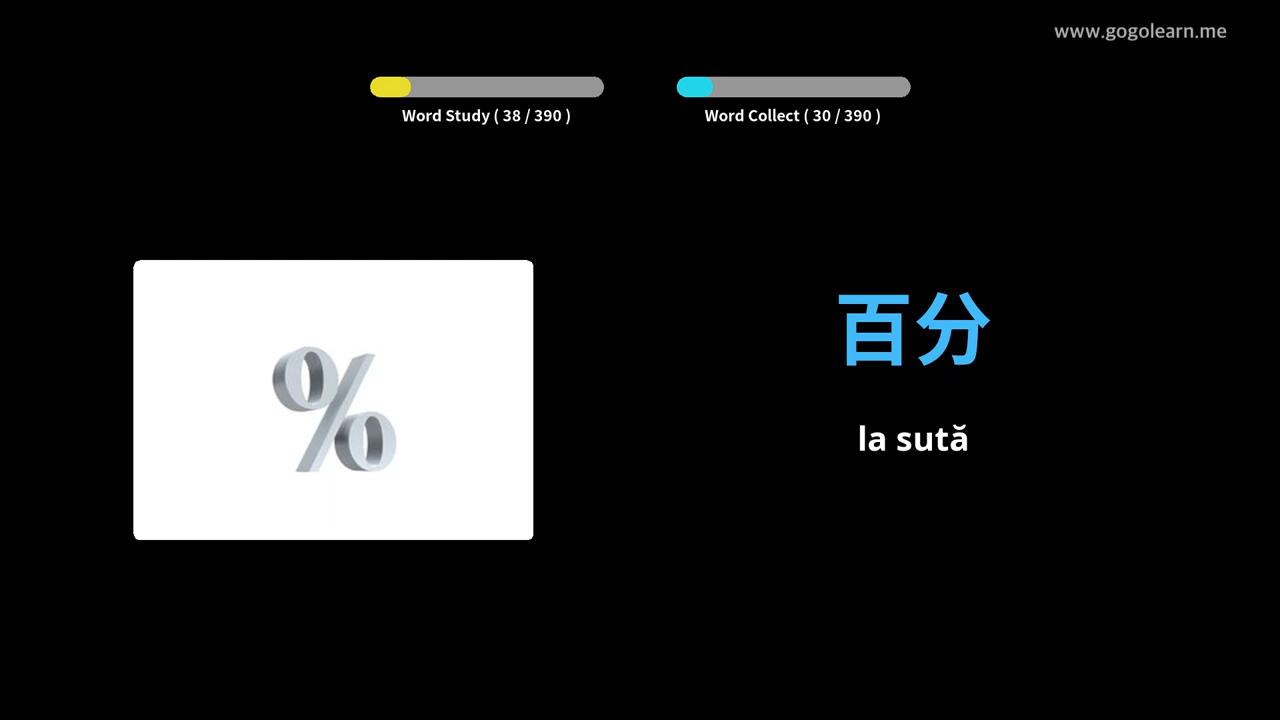 www.gogolearn.me
Word Study ( 38 / 390 )
Word Collect ( 30 / 390 )
%
百分
la sută